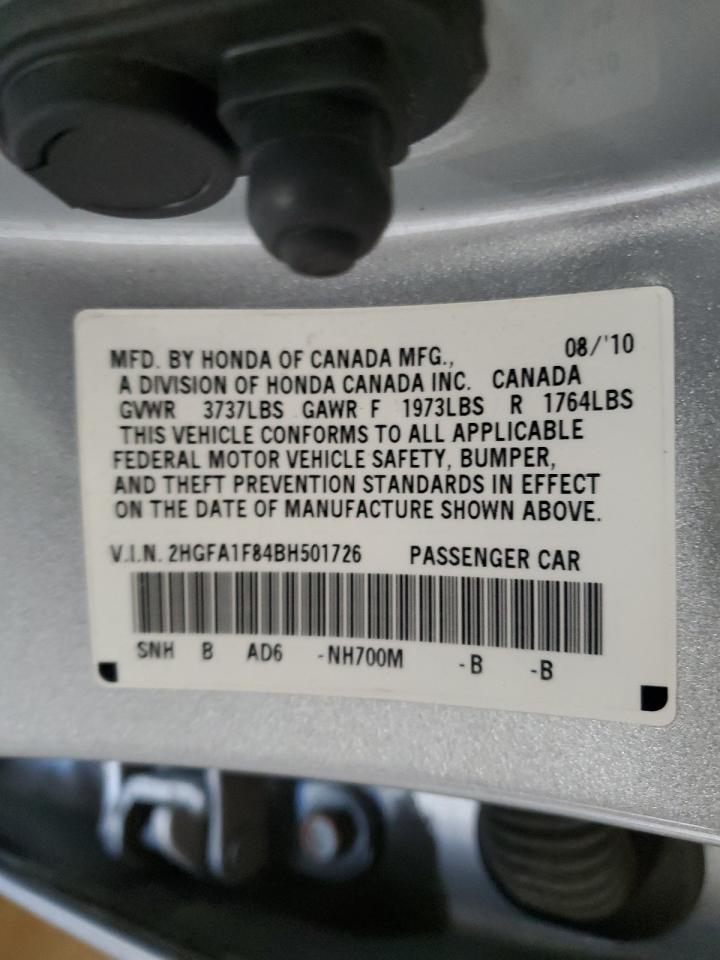 MFD. BY HONDA OF CANADA MFG., 08/'10
A DIVISION OF HONDA CANADA INC. CANADA
GVWR 3737LBS GAWR F 1973LBS R 1764LBS
THIS VEHICLE CONFORMS TO ALL APPLICABLE
FEDERAL MOTOR VEHICLE SAFETY, BUMPER,
AND THEFT PREVENTION STANDARDS IN EFFECT
ON THE DATE OF MANUFACTURE SHOWN ABOVE.
V.I.N. 2HGFA1F84BH501726 PASSENGER CAR
SNH B AD6 -NH700M -B -B